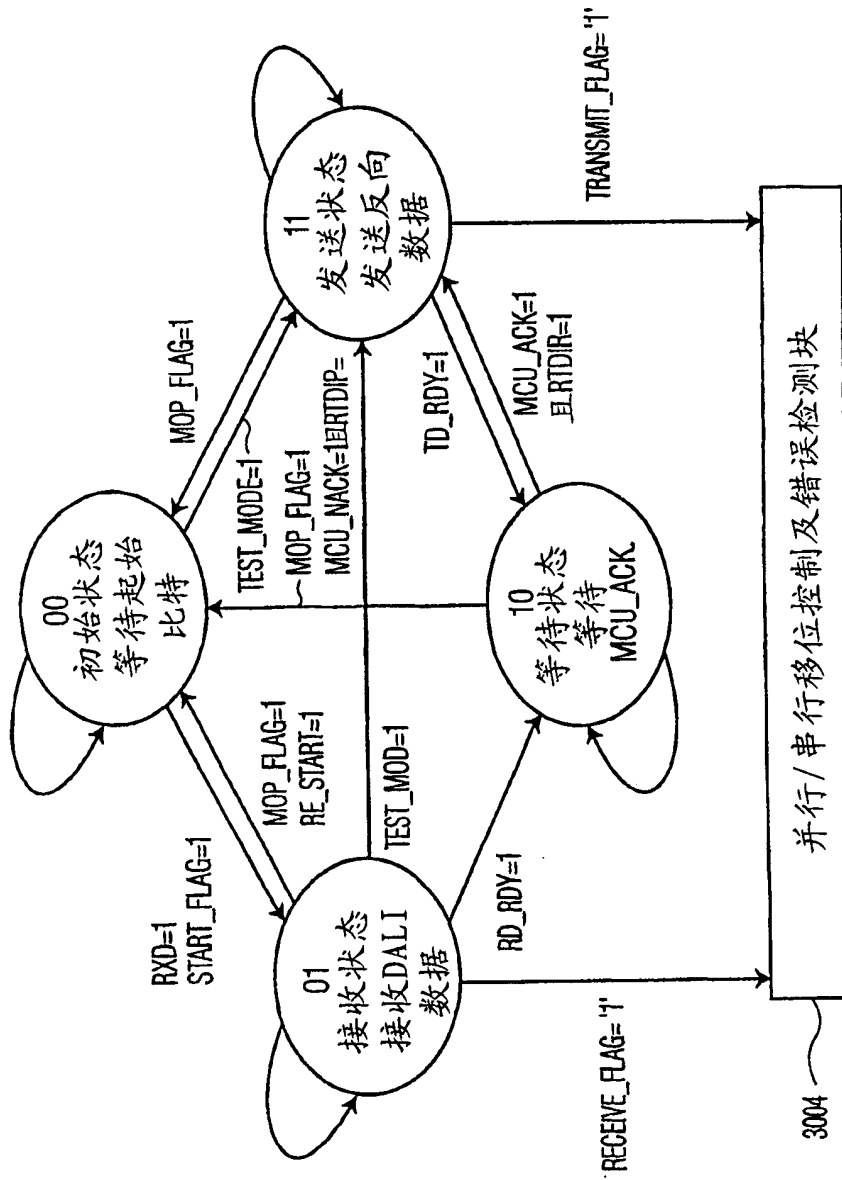 00
初始状态
等待起始
比特
RXD=1
START_FLAG=1
MOP_FLAG=1
RE_START=1
MOP_FLAG=1
TEST_MODE=1
MOP_FLAG=1
MCU_NACK=1且RTDIP=
01
接收状态
接收DALI
数据
TEST_MOD=1
11
发送状态
发送反向
数据
RD_RDY=1
TD_RDY=1
MCU_ACK=1
且RTDIR=1
10
等待状态
等待
MCU_ACK.
RECEIVE_FLAG='1'
TRANSMIT_FLAG='1'
并行/串行移位控制及错误检测块
3004